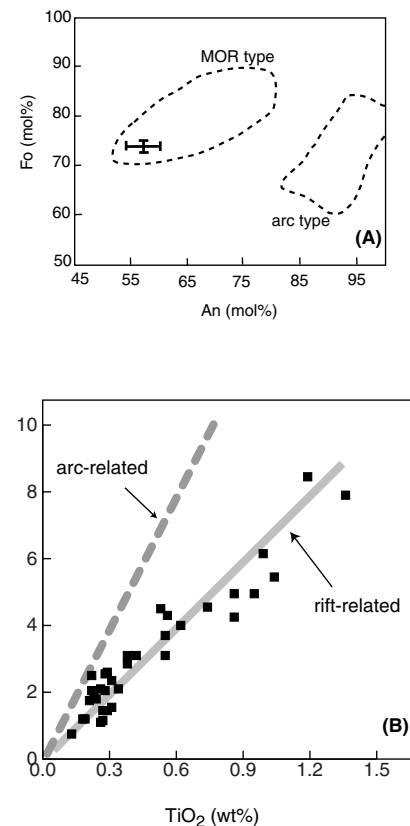 100
MOR type
90
80
Fo (mol%)
70
60
arc type
(A)
50
45 55 65 75 85 95
An (mol%)
10
arc-related
8
6
rift-related
4
2
(B)
0
0.0 0.3 0.6 0.9 1.2 1.5
TiO₂ (wt%)